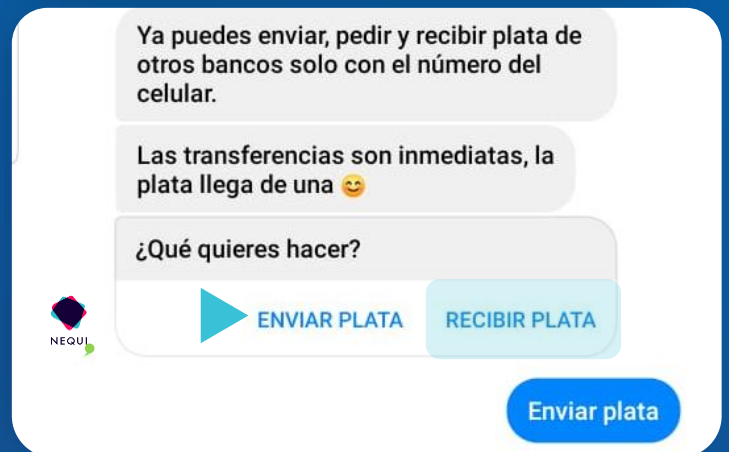 Ya puedes enviar, pedir y recibir plata de
otros bancos solo con el número del
celular.
Las transferencias son inmediatas, la
plata llega de una 😊
¿Qué quieres hacer?
ENVIAR PLATA RECIBIR PLATA
NEQUI
Enviar plata